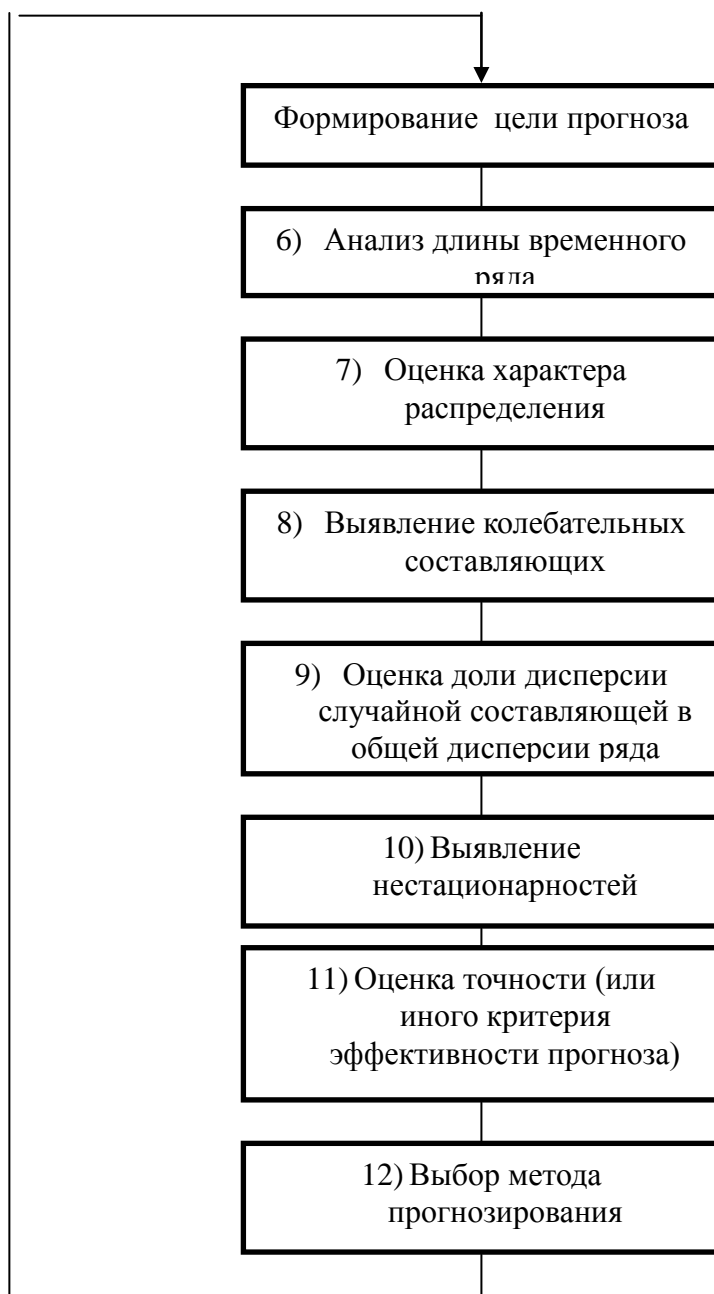 Формирование цели прогноза
6) Анализ длины временного
ряда
7) Оценка характера
распределения
8) Выявление колебательных
составляющих
9) Оценка доли дисперсии
случайной составляющей в
общей дисперсии ряда
10) Выявление
нестационарностей
11) Оценка точности (или
иного критерия
эффективности прогноза)
12) Выбор метода
прогнозирования